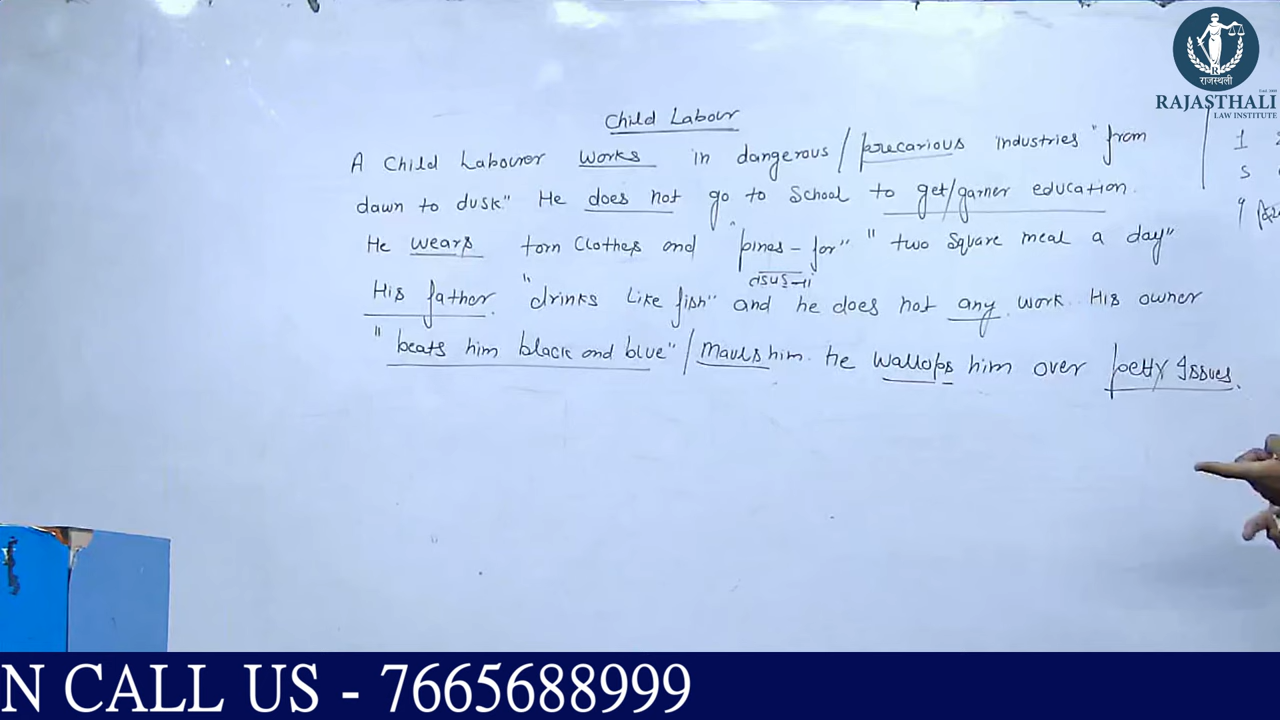 Child Labour
A Child Labourer works in dangerous / precarious industries" from
dawn to dusk" He does not go to School to get/garner education.
He wears torn Clothes and "pines - for" " two square meal a day"
तरसना
His father. "drinks like fish" and he does not any work. His owner
" beats him black and blue" / Mauls him. he wallops him over petty Issues.
1
S
राजस्थली
RAJASTHALI
LAW INSTITUTE
N CALL US - 7665688999